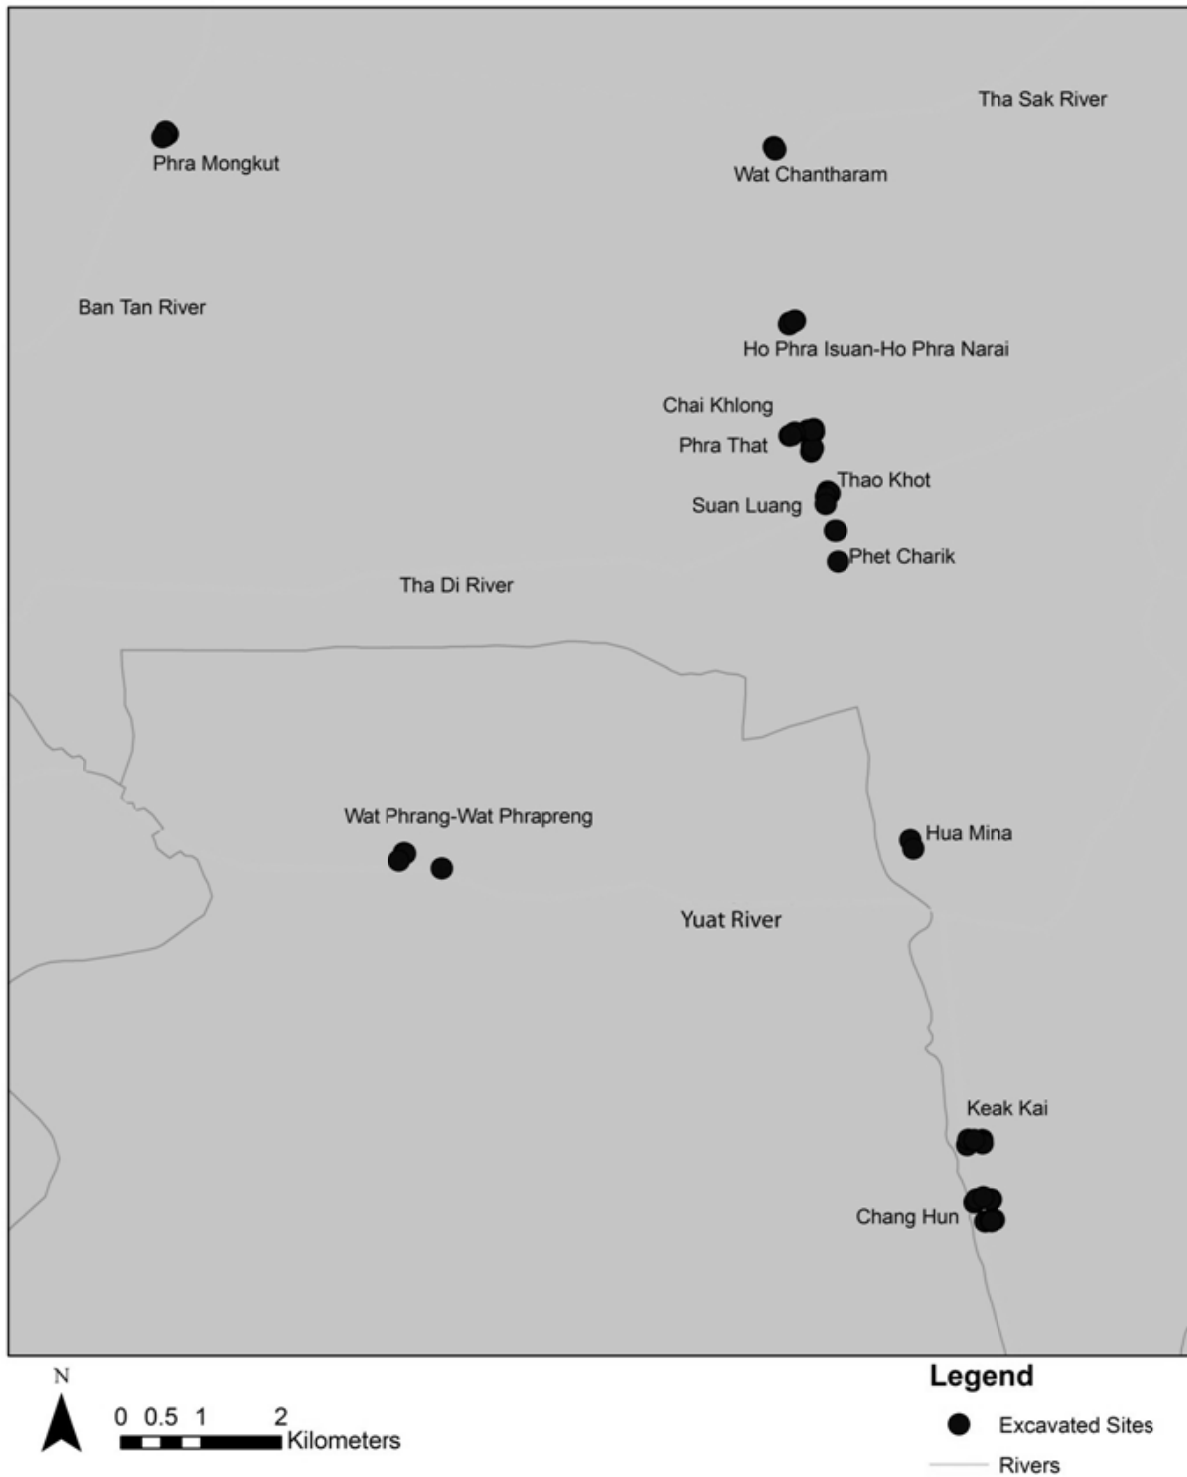 Tha Sak River
Phra Mongkut
Wat Chantharam
Ban Tan River
Ho Phra Isuan-Ho Phra Narai
Chai Khlong
Phra That
Thao Khot
Suan Luang
Phet Charik
Tha Di River
Wat Phrang-Wat Phrapreng
Hua Mina
Yuat River
Keak Kai
Chang Hun
N
0 0.5 1 2
Kilometers
Legend
Excavated Sites
Rivers